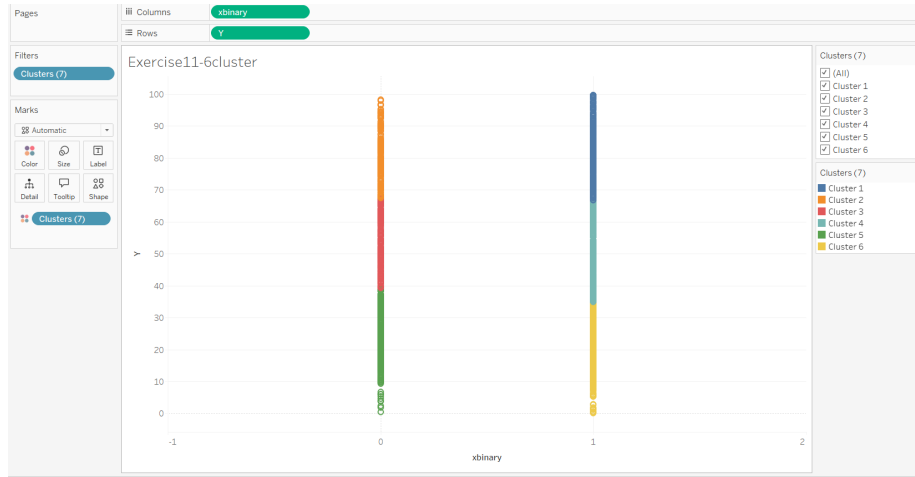 Pages
Columns
xbinary
Rows
Y
Filters
Clusters (7)
Marks
Automatic
Color
Size
Label
Detail
Tooltip
Shape
Clusters (7)
Exercise11-6cluster
100
90
80
70
60
50
40
30
20
10
0
Y
-1
0
1
2
xbinary
Clusters (7)
(All)
Cluster 1
Cluster 2
Cluster 3
Cluster 4
Cluster 5
Cluster 6
Clusters (7)
Cluster 1
Cluster 2
Cluster 3
Cluster 4
Cluster 5
Cluster 6